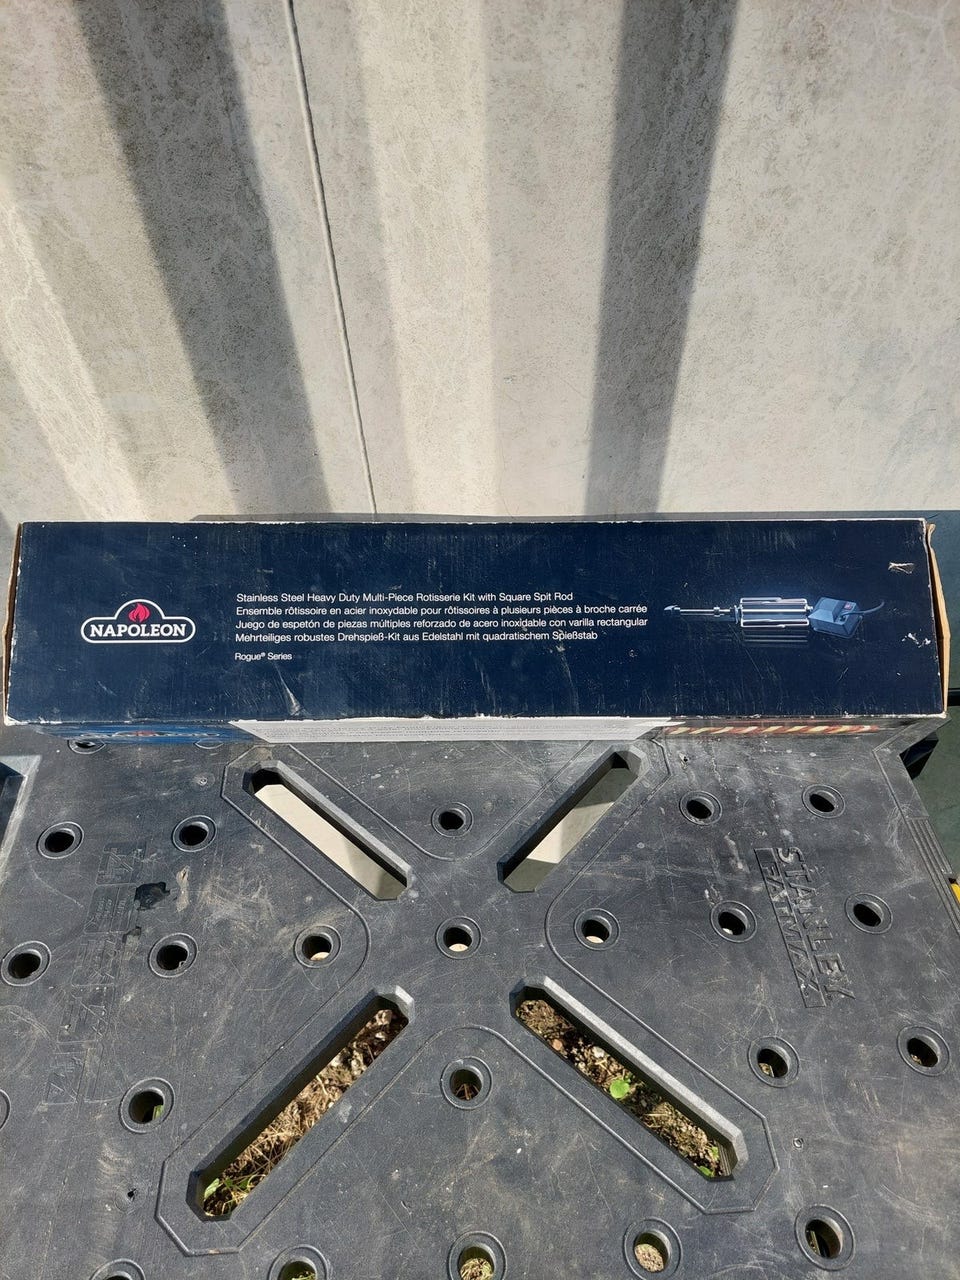 NAPOLEON
Stainless Steel Heavy Duty Multi-Piece Rotisserie Kit with Square Spit Rod
Ensemble rôtissoire en acier inoxydable pour rôtissoires à plusieurs pièces à broche carrée
Juego de espetón de piezas múltiples reforzado de acero inoxidable con varilla rectangular
Mehrteiliges robustes Drehspieß-Kit aus Edelstahl mit quadratischem Spießstab
Rogue® Series
STANLEY
FATMAX